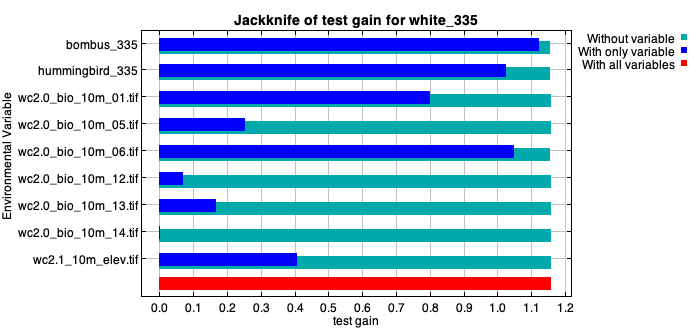 Jackknife of test gain for white_335
Environmental Variable
bombus_335
hummingbird_335
wc2.0_bio_10m_01.tif
wc2.0_bio_10m_05.tif
wc2.0_bio_10m_06.tif
wc2.0_bio_10m_12.tif
wc2.0_bio_10m_13.tif
wc2.0_bio_10m_14.tif
wc2.1_10m_elev.tif
0.0 0.1 0.2 0.3 0.4 0.5 0.6 0.7 0.8 0.9 1.0 1.1 1.2
test gain
Without variable
With only variable
With all variables